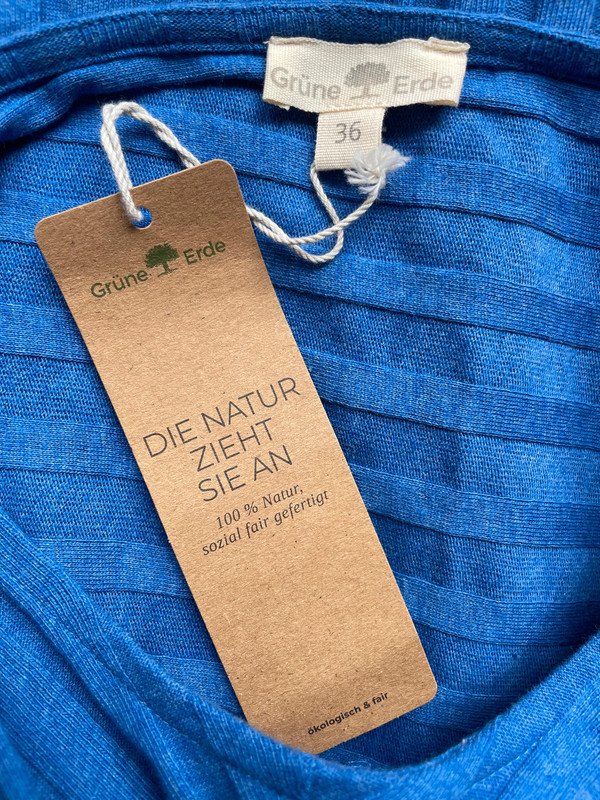 Grüne Erde
36
Grüne Erde
DIE NATUR
ZIEHT
SIE AN
100 % Natur,
sozial fair gefertigt
ökologisch & fair